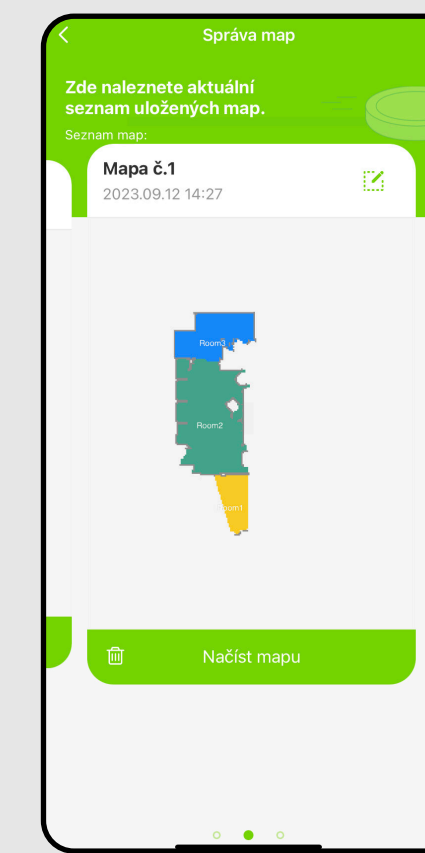 Správa map
Zde naleznete aktuální
seznam uložených map.
Seznam map:
Mapa č.1
2023.09.12 14:27
Room3
Room2
Room1
Načíst mapu